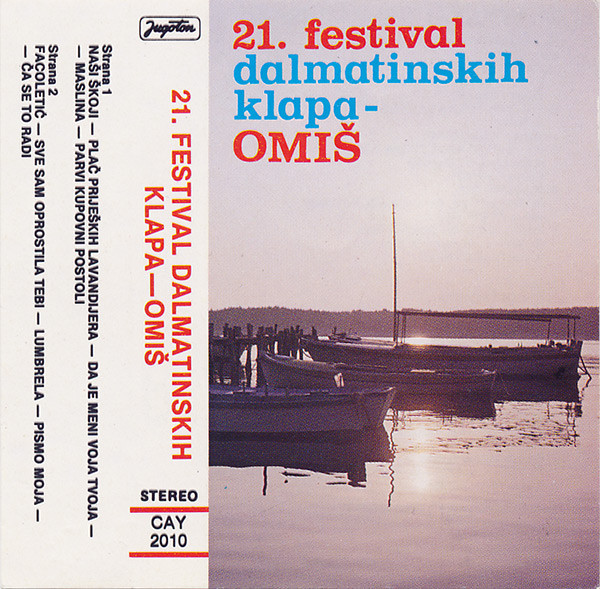 Jugoton
Strana 1
NAŠI ŠKOJI — PLAČ PRIJEŠKIH LAVANDIJERA — DA JE MENI VOJA TVOJA —
— MASLINA — PARVI KUPOVNI POSTOLI
Strana 2
FACOLETIĆ — SVE SAM OPROSTILA TEBI — LUMBRELA — PISMO MOJA —
— ČA SE TO RADI
21. FESTIVAL DALMATINSKIH
KLAPA—OMIŠ
STEREO
CAY
2010
21. festival
dalmatinskih
klapa-
OMIŠ